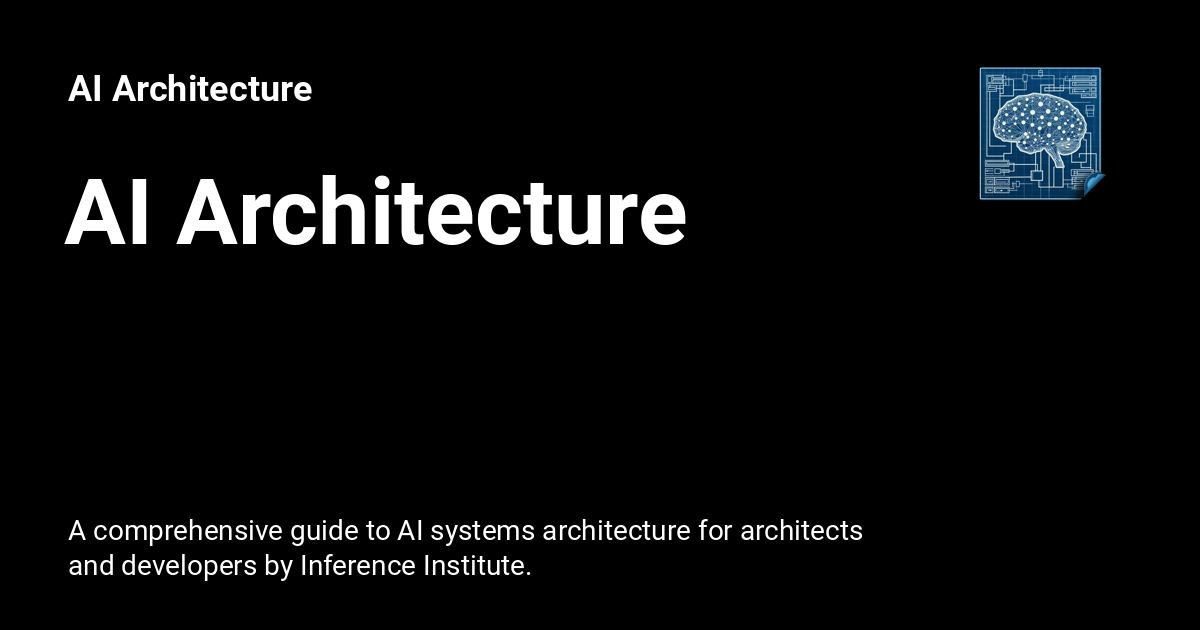 AI Architecture
AI Architecture
A comprehensive guide to AI systems architecture for architects
and developers by Inference Institute.